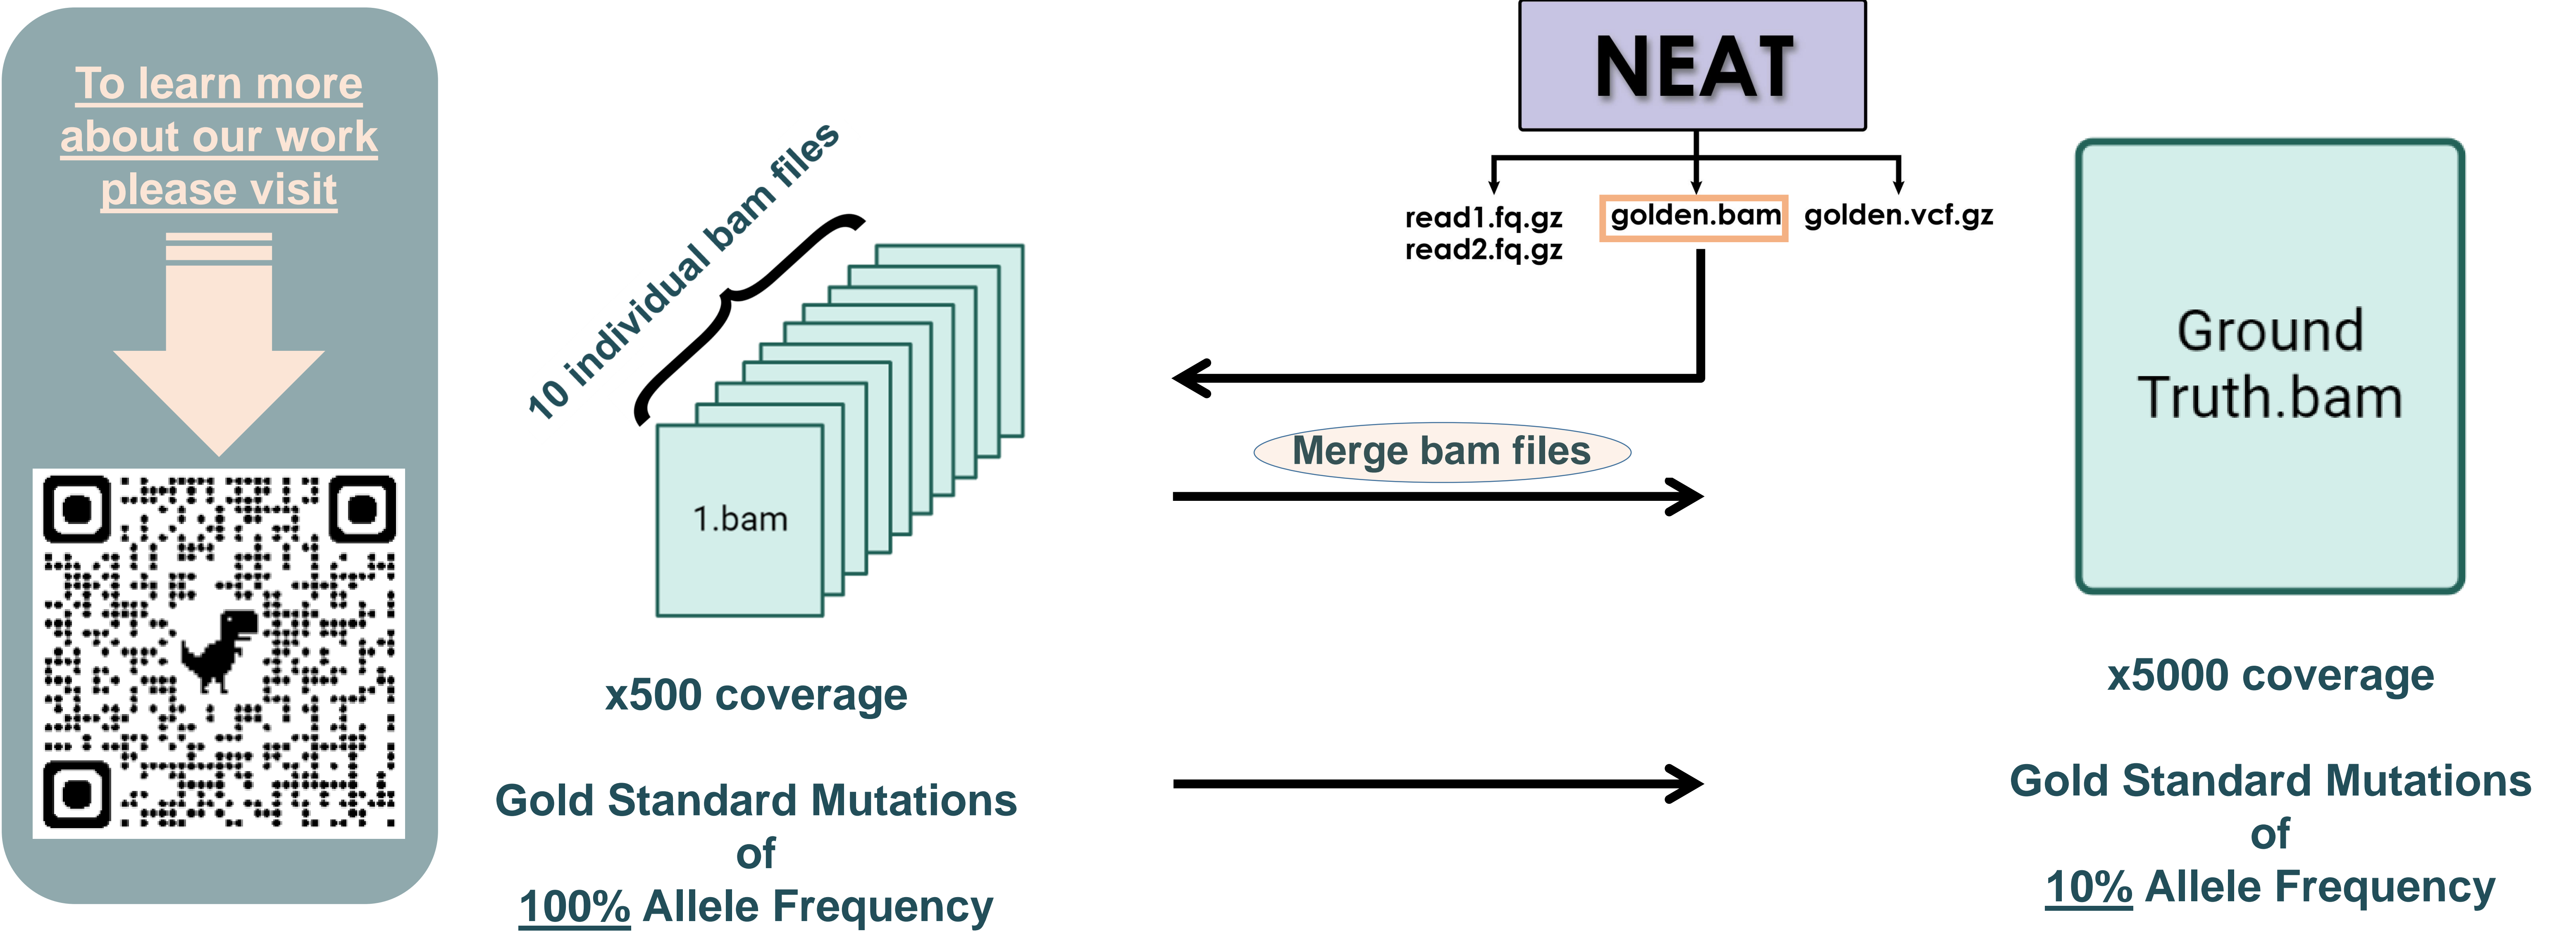 To learn more
about our work
please visit
10 individual bam files
1.bam
x500 coverage
Gold Standard Mutations
of
100% Allele Frequency
NEAT
read1.fq.gz
read2.fq.gz
golden.bam
golden.vcf.gz
Merge bam files
Ground
Truth.bam
x5000 coverage
Gold Standard Mutations
of
10% Allele Frequency